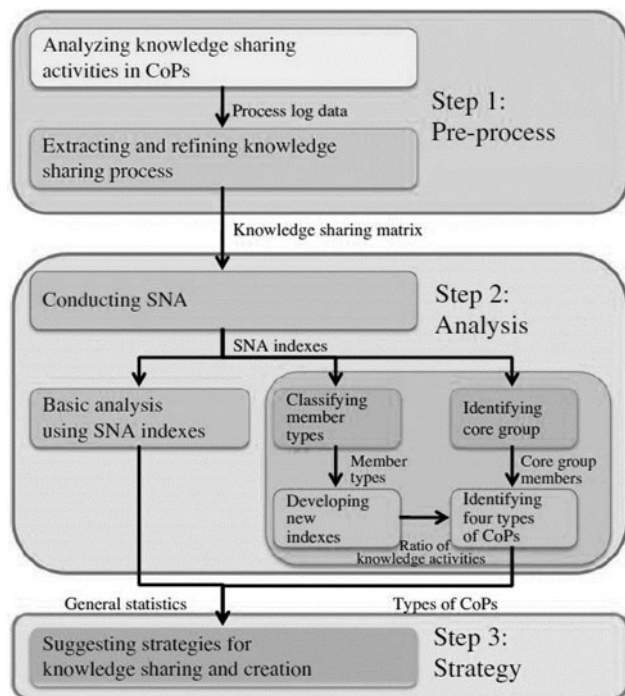 Analyzing knowledge sharing
activities in CoPs
Step 1:
Pre-process
Process log data
Extracting and refining knowledge
sharing process
Knowledge sharing matrix
Conducting SNA
Step 2:
Analysis
SNA indexes
Basic analysis
using SNA indexes
Classifying
member
types
Identifying
core group
Member
types
Core group
members
Developing
new
indexes
Identifying
four types
of CoPs
Ratio of
knowledge activities
General statistics
Types of CoPs
Suggesting strategies for
knowledge sharing and creation
Step 3:
Strategy